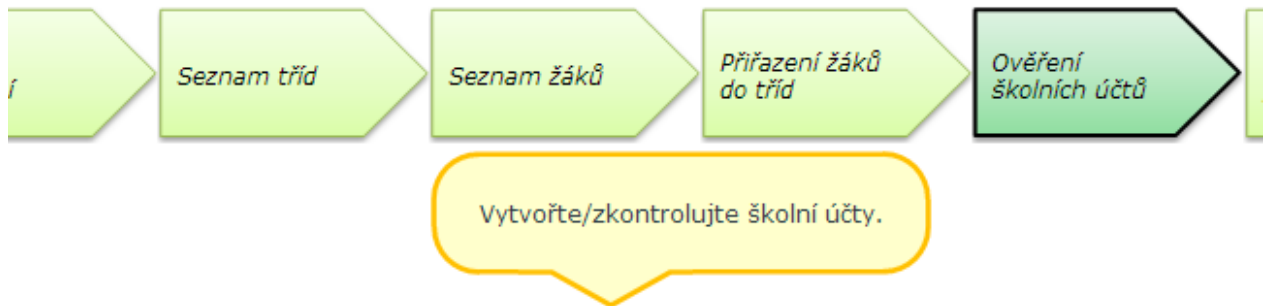 í
Seznam tříd
Seznam žáků
Přiřazení žáků
do tříd
Ověření
školních účtů
Vytvořte/zkontrolujte školní účty.